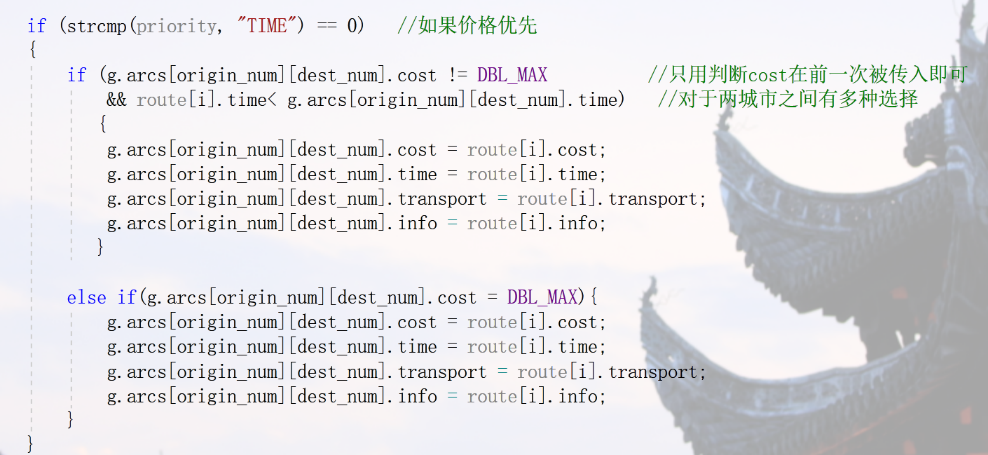 if (strcmp(priority, "TIME") == 0)   //如果价格优先
{
    if (g.arcs[origin_num][dest_num].cost != DBL_MAX          //只用判断cost在前一次被传入即可
        && route[i].time< g.arcs[origin_num][dest_num].time)   //对于两城市之间有多种选择
       {
        g.arcs[origin_num][dest_num].cost = route[i].cost;
        g.arcs[origin_num][dest_num].time = route[i].time;
        g.arcs[origin_num][dest_num].transport = route[i].transport;
        g.arcs[origin_num][dest_num].info = route[i].info;
       }
    else if(g.arcs[origin_num][dest_num].cost = DBL_MAX){
        g.arcs[origin_num][dest_num].cost = route[i].cost;
        g.arcs[origin_num][dest_num].time = route[i].time;
        g.arcs[origin_num][dest_num].transport = route[i].transport;
        g.arcs[origin_num][dest_num].info = route[i].info;
    }
}